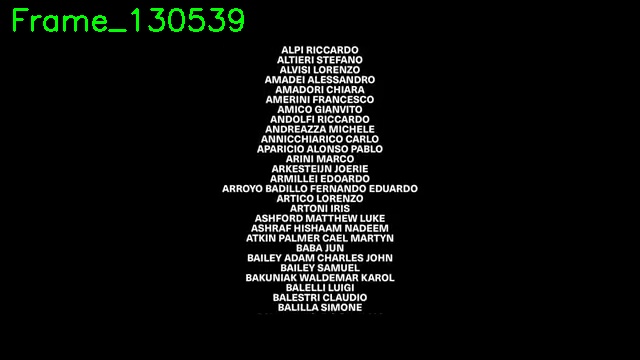 Frame_130539
ALPI RICCARDO
ALTIERI STEFANO
ALVISI LORENZO
AMADEI ALESSANDRO
AMADORI CHIARA
AMERINI FRANCESCO
AMICO GIANVITO
ANDOLFI RICCARDO
ANDREAZZA MICHELE
ANNICCHIARICO CARLO
APARICIO ALONSO PABLO
ARINI MARCO
ARKESTEIJN JOERIE
ARMILLEI EDOARDO
ARROYO BADILLO FERNANDO EDUARDO
ARTICO LORENZO
ARTONI IRIS
ASHFORD MATTHEW LUKE
ASHRAF HISHAAM NADEEM
ATKIN PALMER CAEL MARTYN
BABA JUN
BAILEY ADAM CHARLES JOHN
BAILEY SAMUEL
BAKUNIAK WALDEMAR KAROL
BALELLI LUIGI
BALESTRI CLAUDIO
BALILLA SIMONE